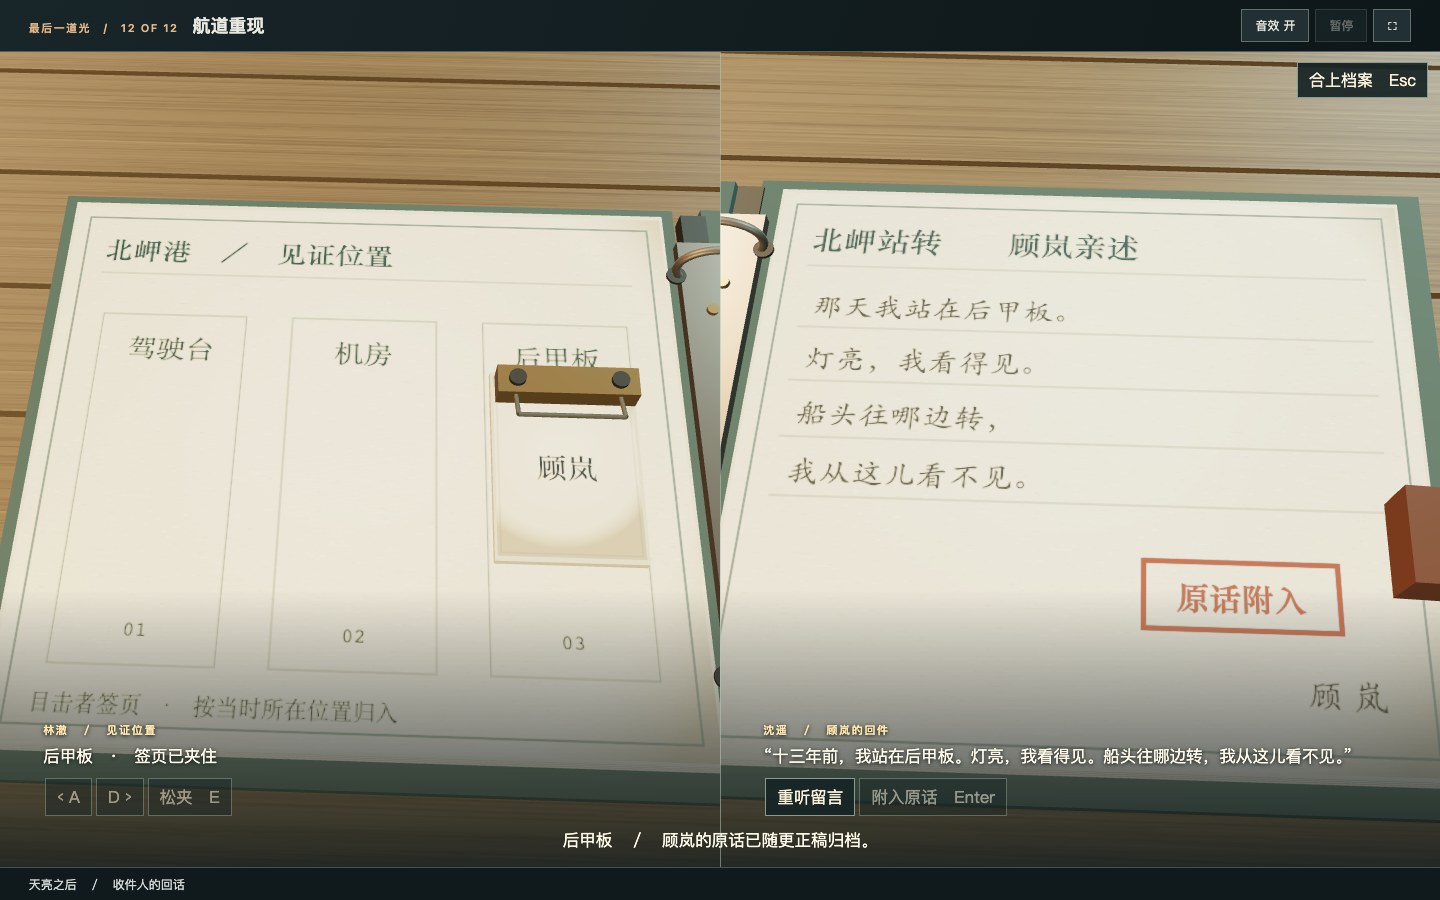 最后一道光 / 12 OF 12 航道重现
音效 开
暂停
合上档案 Esc
北岬港 / 见证位置
驾驶台
机房
后甲板
顾岚
01
02
03
目击者签页 · 按当时所在位置归入
林澈 / 见证位置
后甲板 · 签页已夹住
< A
D >
松夹 E
北岬站转 顾岚亲述
那天我站在后甲板。
灯亮，我看得见。
船头往哪边转，
我从这儿看不见。
原话附入
顾岚
沈遥 / 顾岚的回件
“十三年前，我站在后甲板。灯亮，我看得见。船头往哪边转，我从这儿看不见。”
重听留言
附入原话 Enter
后甲板 / 顾岚的原话已随更正稿归档。
天亮之后 / 收件人的回话